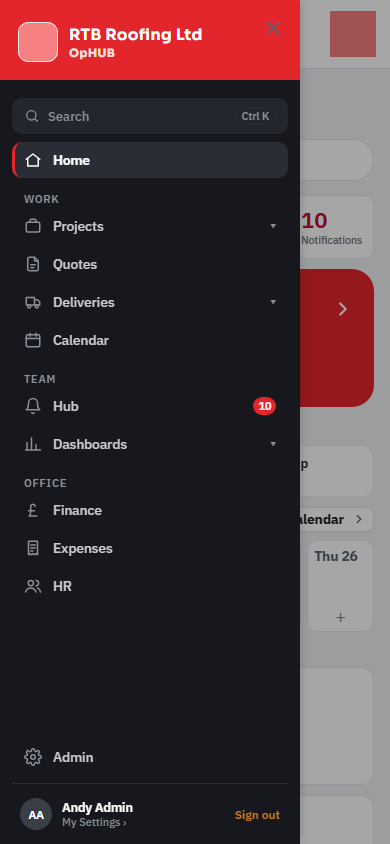 RTB Roofing Ltd
OpHUB
Search
Ctrl K
Home
WORK
Projects
Quotes
Deliveries
Calendar
TEAM
Hub
10
Dashboards
OFFICE
Finance
Expenses
HR
Admin
AA
Andy Admin
My Settings ›
Sign out
10
Notifications
p
alendar
Thu 26
+